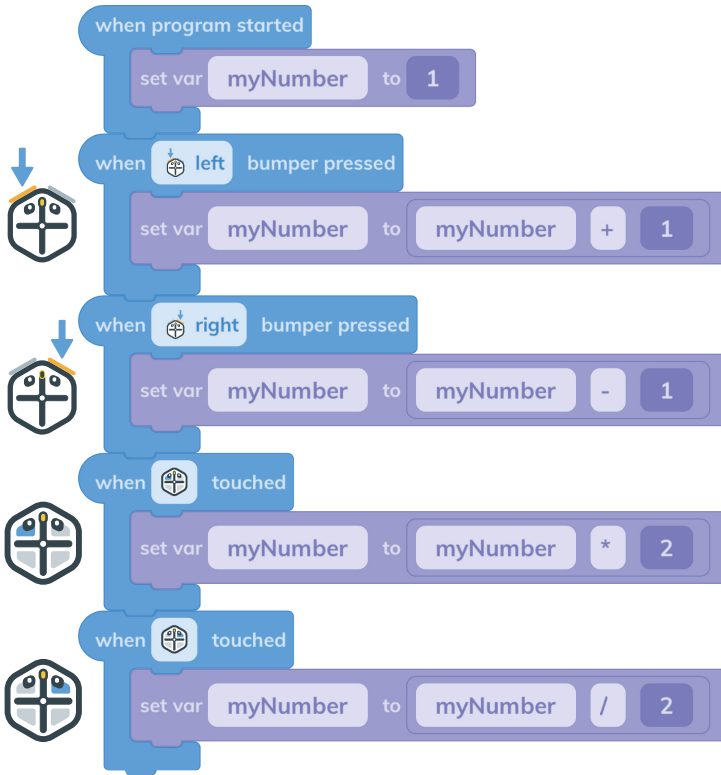 when program started
set var myNumber to 1
when left bumper pressed
set var myNumber to myNumber + 1
when right bumper pressed
set var myNumber to myNumber - 1
when touched
set var myNumber to myNumber * 2
when touched
set var myNumber to myNumber / 2